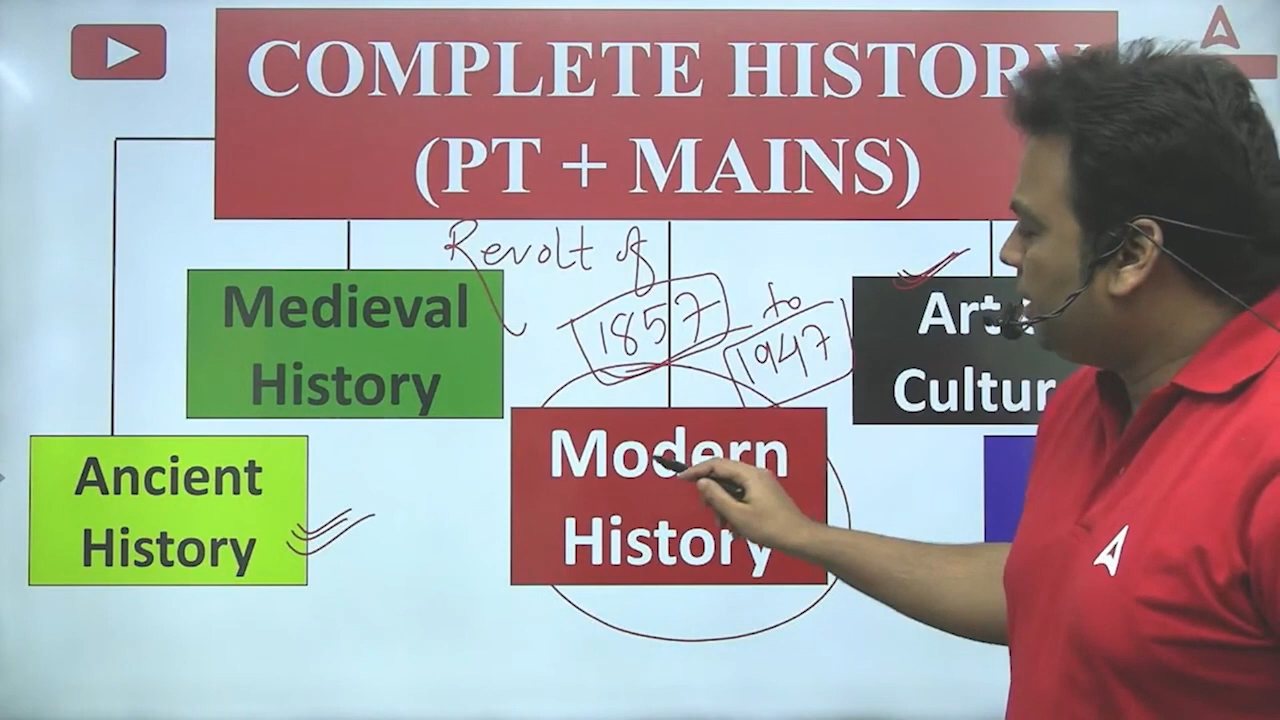 COMPLETE HISTORY
(PT + MAINS)
Revolt of
1857 to
1947
Medieval
History
Art
Cultur
Ancient
History
Modern
History